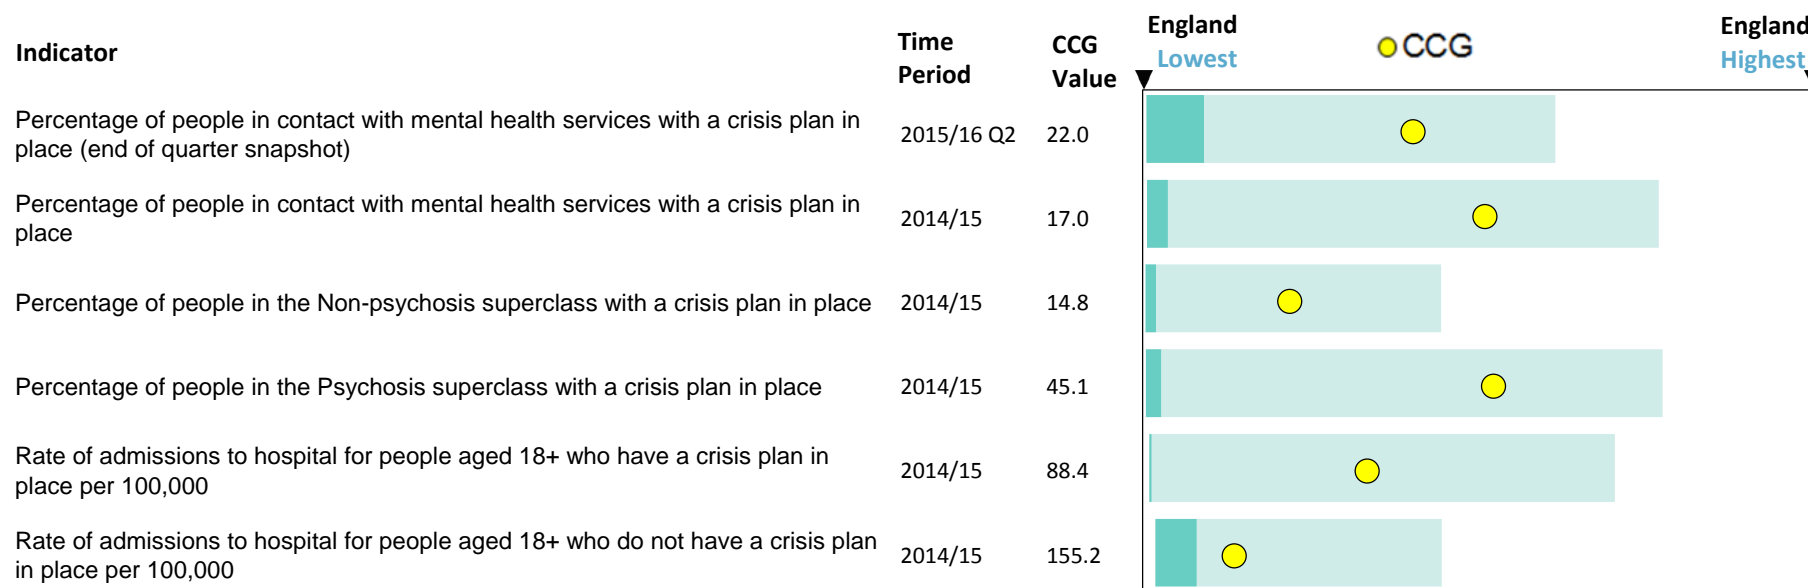 Indicator
Time Period
CCG Value
England Lowest
CCG
England Highest
Percentage of people in contact with mental health services with a crisis plan in
place (end of quarter snapshot)
2015/16 Q2
22.0
Percentage of people in contact with mental health services with a crisis plan in
place
2014/15
17.0
Percentage of people in the Non-psychosis superclass with a crisis plan in place
2014/15
14.8
Percentage of people in the Psychosis superclass with a crisis plan in place
2014/15
45.1
Rate of admissions to hospital for people aged 18+ who have a crisis plan in
place per 100,000
2014/15
88.4
Rate of admissions to hospital for people aged 18+ who do not have a crisis plan
in place per 100,000
2014/15
155.2